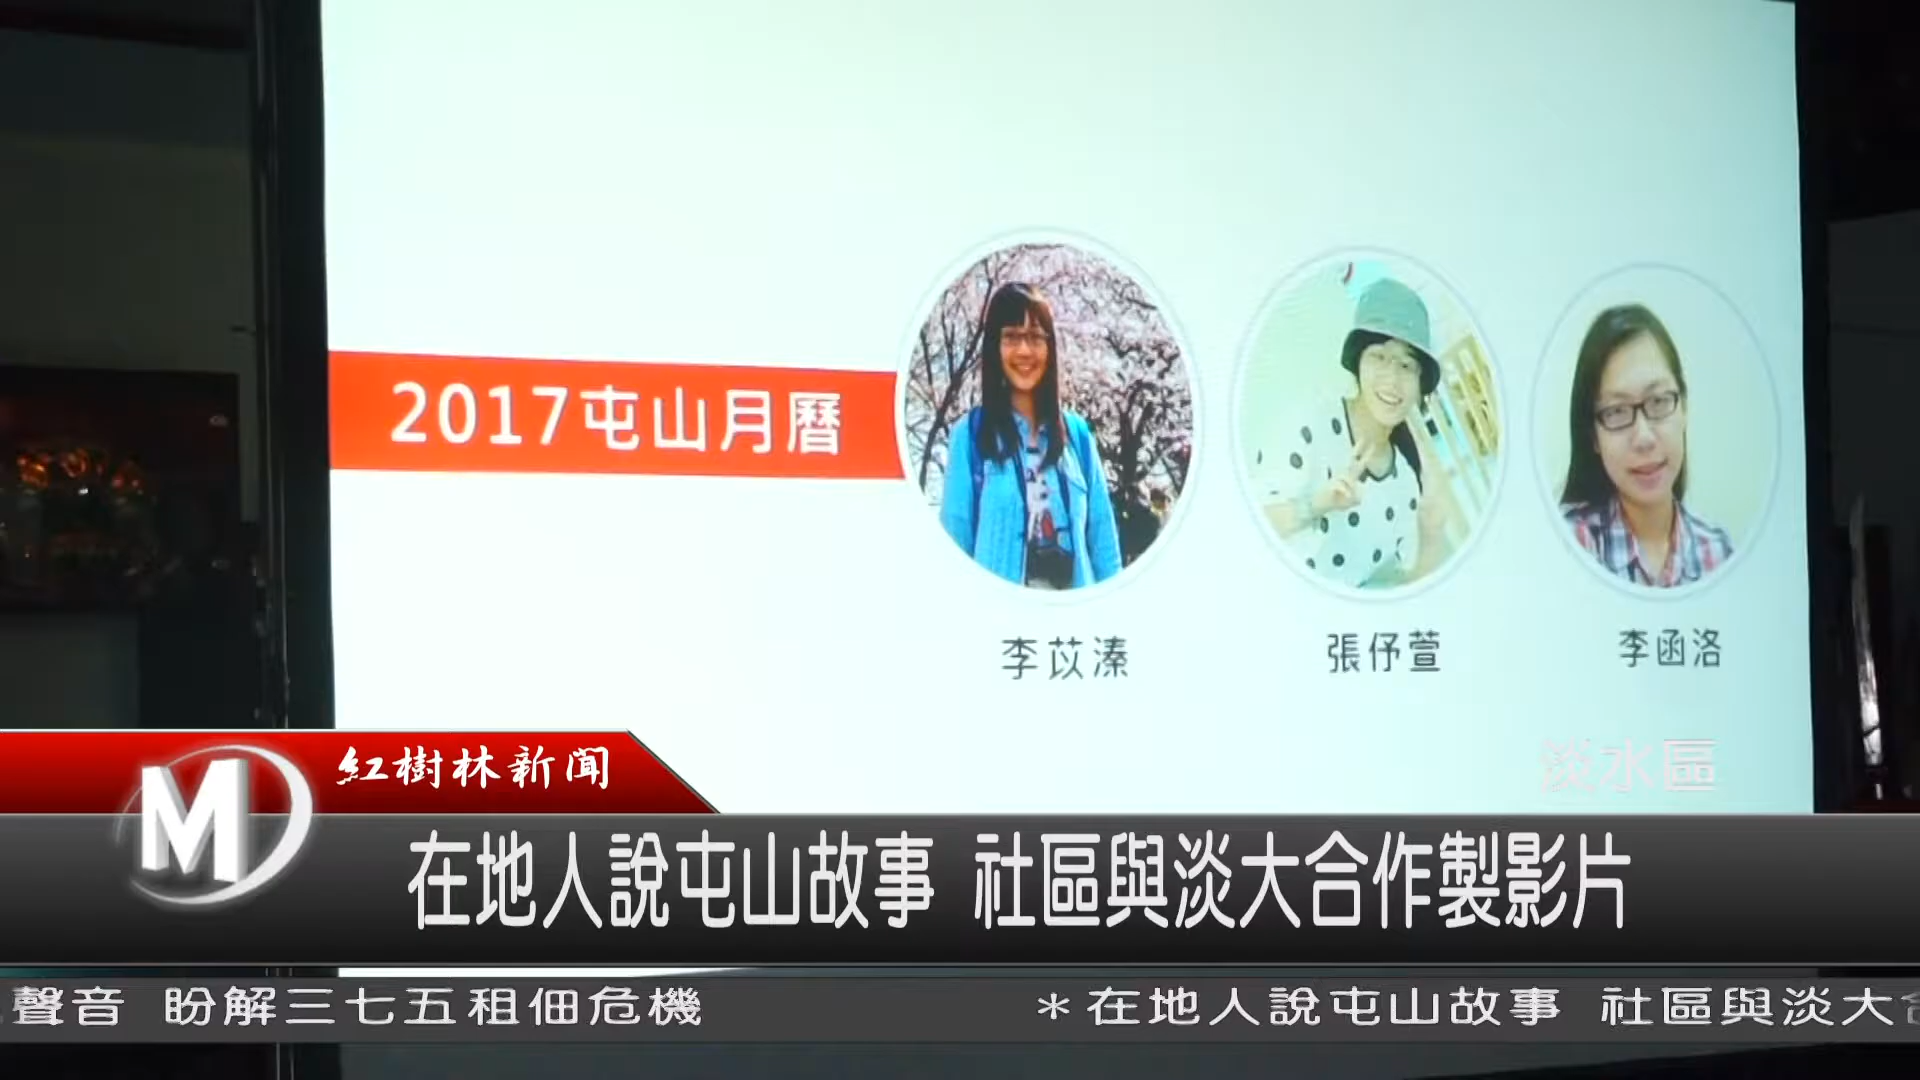 2017屯山月曆
李苡溱
張伃萱
李函洛
淡水區
M
紅樹林新闻
在地人說屯山故事 社區與淡大合作製影片
聲音 盼解三七五租佃危機 *在地人說屯山故事 社區與淡大合